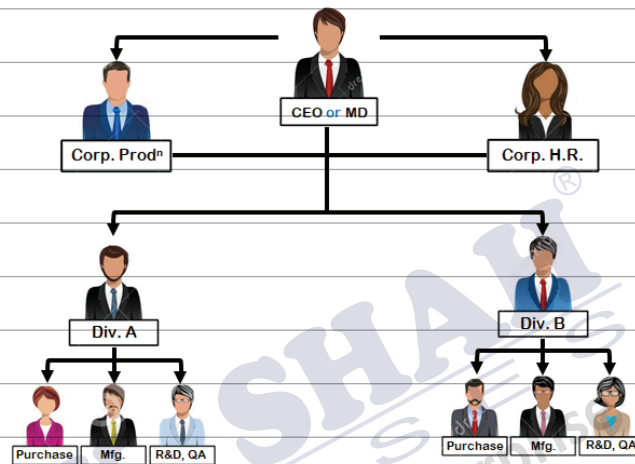 CEO or MD
Corp. Prodⁿ
Corp. H.R.
®
SHAH
Div. A
Div. B
Purchase
Mfg.
R&D, QA
Purchase
Mfg.
R&D, QA